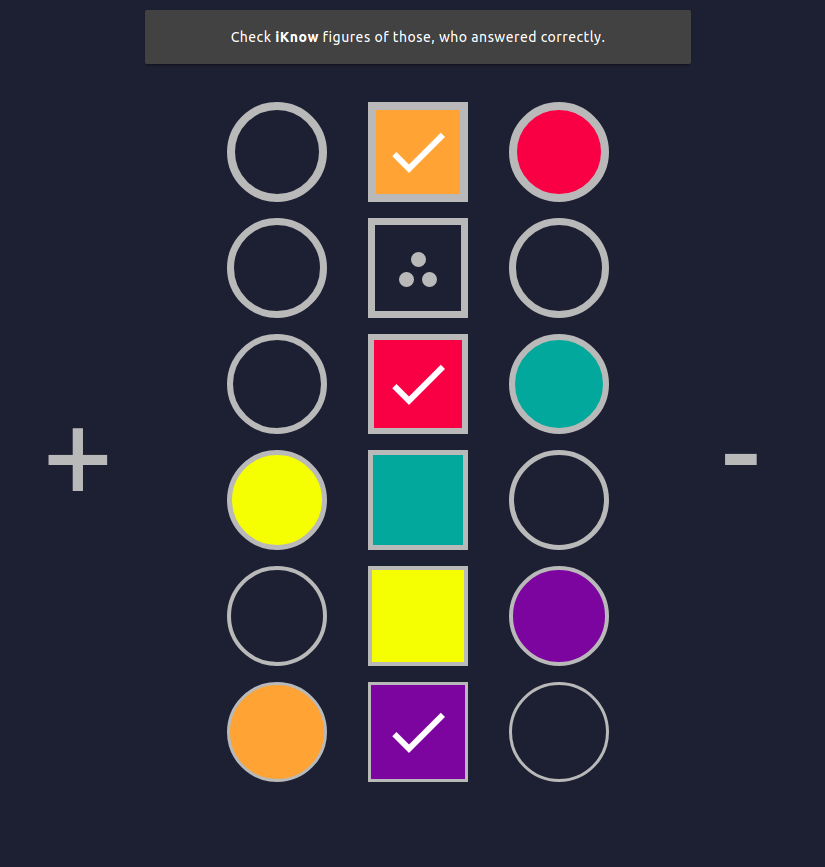 Check iKnow figures of those, who answered correctly.
+ -